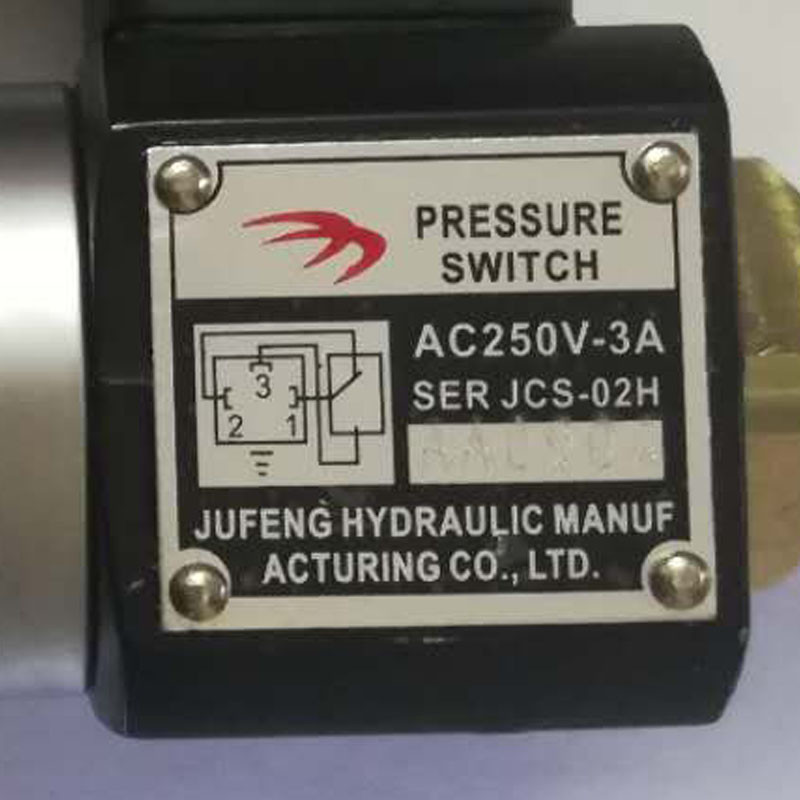 PRESSURE
SWITCH
AC250V-3A
SER JCS-02H
3
2 1
JUFENG HYDRAULIC MANUF
ACTURING CO., LTD.